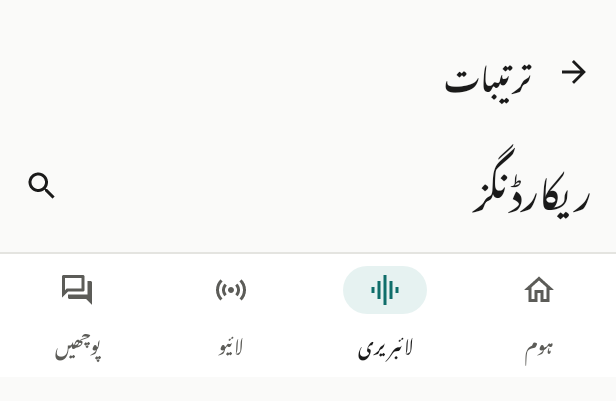 ترتیبات
ریکارڈنگز
ہوم
لائبریری
لائیو
پوچھیں